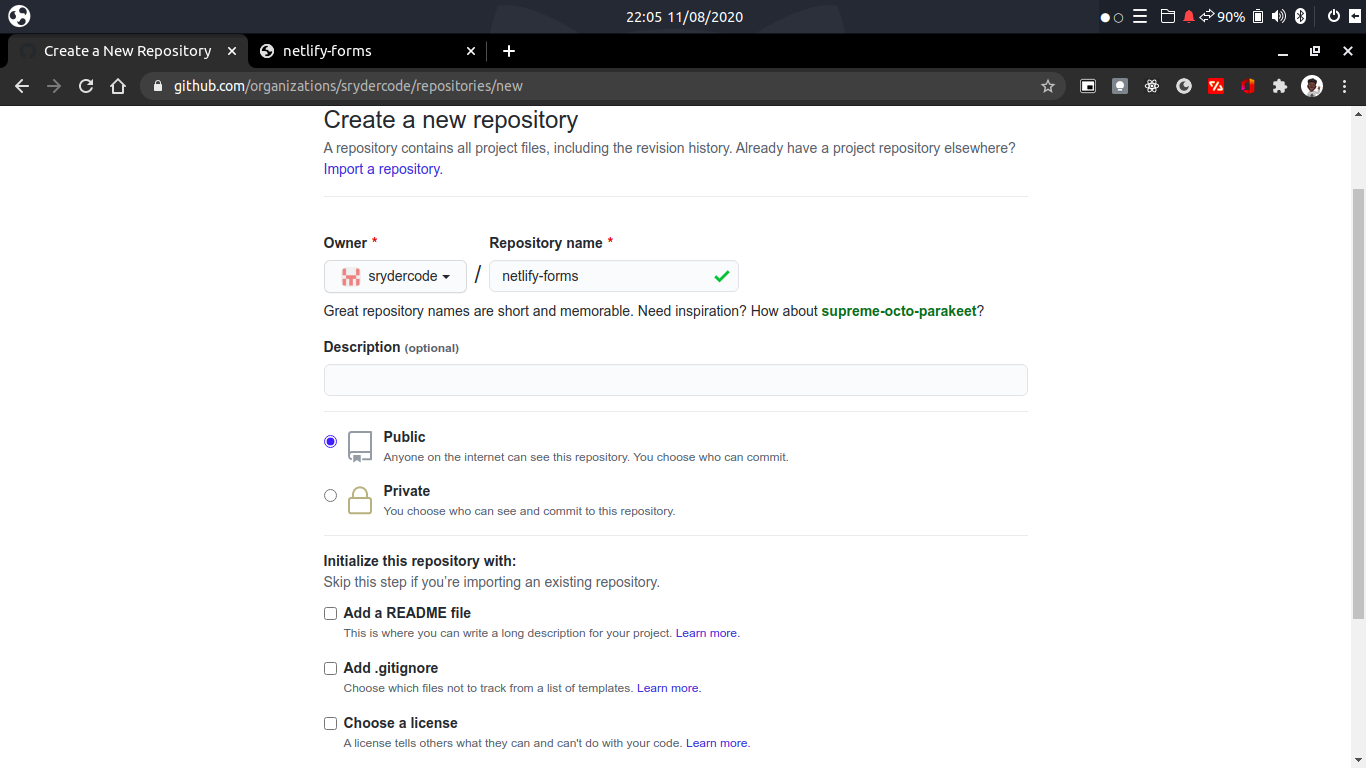 22:05 11/08/2020
90%
Create a New Repository
netlify-forms
github.com/organizations/srydercode/repositories/new
Create a new repository
A repository contains all project files, including the revision history. Already have a project repository elsewhere?
Import a repository.
Owner *
Repository name *
srydercode
/
netlify-forms
Great repository names are short and memorable. Need inspiration? How about supreme-octo-parakeet?
Description (optional)
Public
Anyone on the internet can see this repository. You choose who can commit.
Private
You choose who can see and commit to this repository.
Initialize this repository with:
Skip this step if you’re importing an existing repository.
Add a README file
This is where you can write a long description for your project. Learn more.
Add .gitignore
Choose which files not to track from a list of templates. Learn more.
Choose a license
A license tells others what they can and can't do with your code. Learn more.